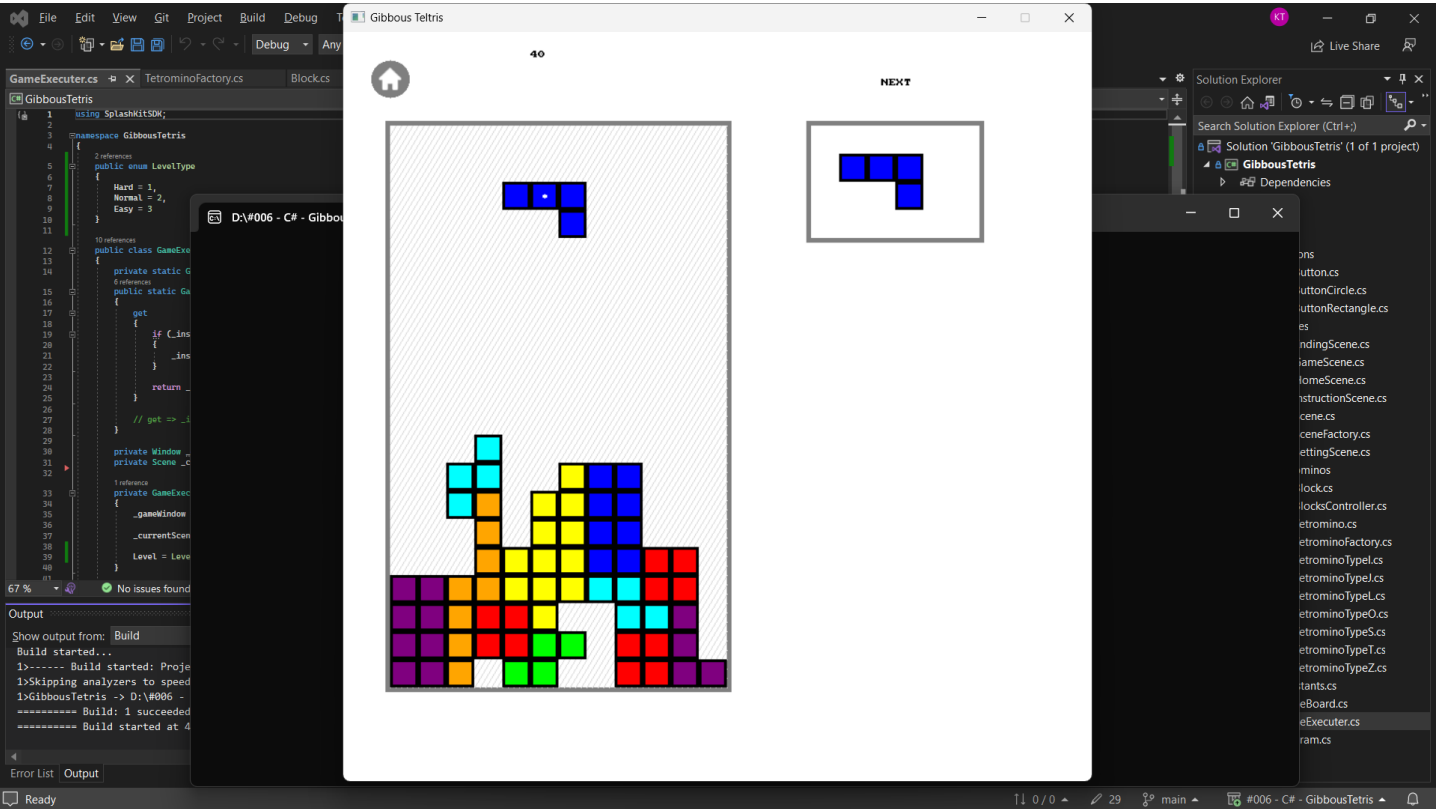 File Edit View Git Project Build Debug
Gibbous Teltris
KT
Debug
Any
Live Share
GameExecuter.cs
TetrominoFactory.cs
Block.cs
GibbousTetris
1 using SplashKitSDK;
2
3 namespace GibbousTetris
4 {
2 references
5 public enum LevelType
6 {
7 Hard = 1,
8 Normal = 2,
9 Easy = 3
10 }
11
10 references
12 public class GameExe
13 {
14 private static G
6 references
15 public static Ga
16 {
17 get
18 {
19 if (_ins
20 {
21 _ins
22 }
23
24 return _
25 }
26
27 // get => _i
28 }
29
30 private Window _
31 private Scene _c
32
1 reference
33 private GameExec
34 {
35 _gameWindow
36
37 _currentScen
38
39 Level = Leve
40 }
41
67 %
No issues found
Output
Show output from: Build
Build started...
1>------ Build started: Proje
1>Skipping analyzers to speed
1>GibbousTetris -> D:\#006 -
========== Build: 1 succeeded
========== Build started at 4
Error List Output
Ready
D:\#006 - C# - Gibbou
40
NEXT
Solution Explorer
Search Solution Explorer (Ctrl+;)
Solution 'GibbousTetris' (1 of 1 project)
GibbousTetris
Dependencies
ons
utton.cs
uttonCircle.cs
uttonRectangle.cs
es
ndingScene.cs
ameScene.cs
omeScene.cs
nstructionScene.cs
cene.cs
ceneFactory.cs
ettingScene.cs
ominos
lock.cs
locksController.cs
etromino.cs
etrominoFactory.cs
etrominoTypeI.cs
etrominoTypeJ.cs
etrominoTypeL.cs
etrominoTypeO.cs
etrominoTypeS.cs
etrominoTypeT.cs
etrominoTypeZ.cs
tants.cs
eBoard.cs
eExecuter.cs
ram.cs
0 / 0
29
main
#006 - C# - GibbousTetris